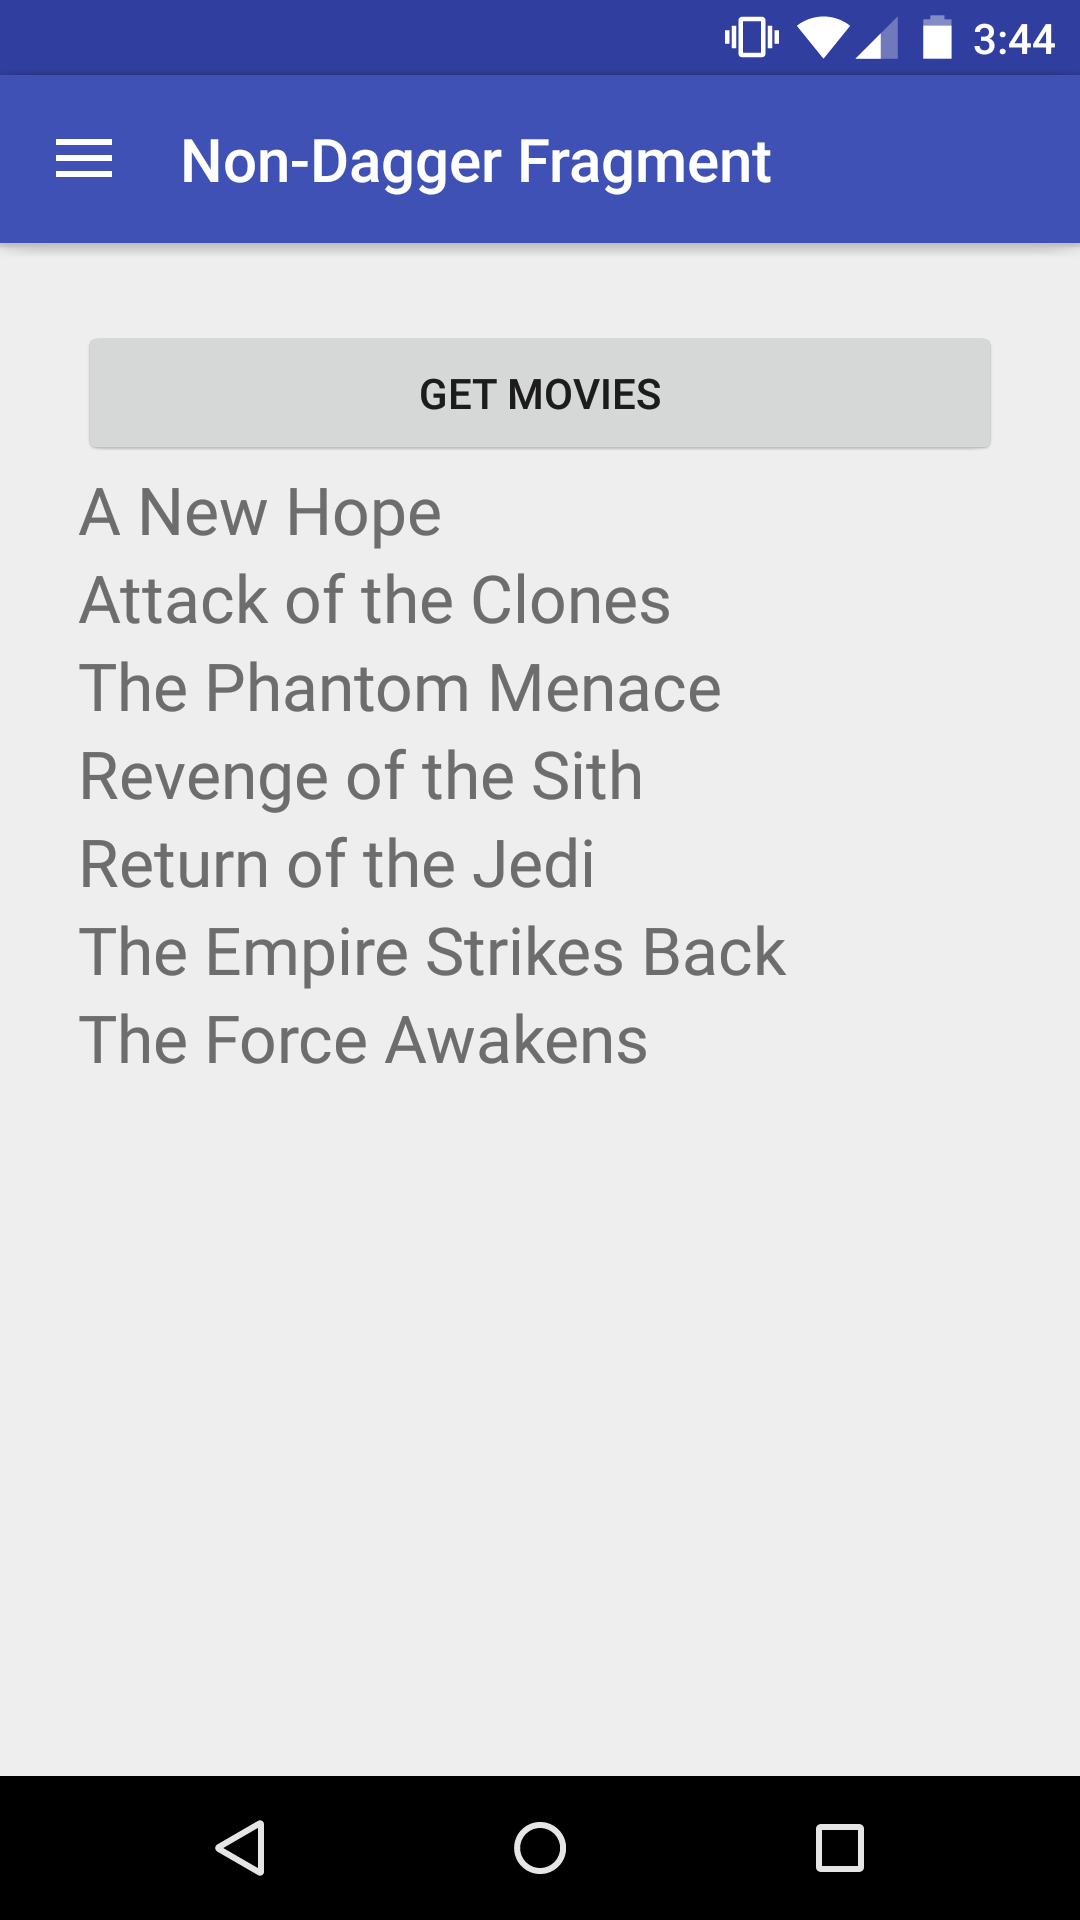 3:44
Non-Dagger Fragment
GET MOVIES
A New Hope
Attack of the Clones
The Phantom Menace
Revenge of the Sith
Return of the Jedi
The Empire Strikes Back
The Force Awakens